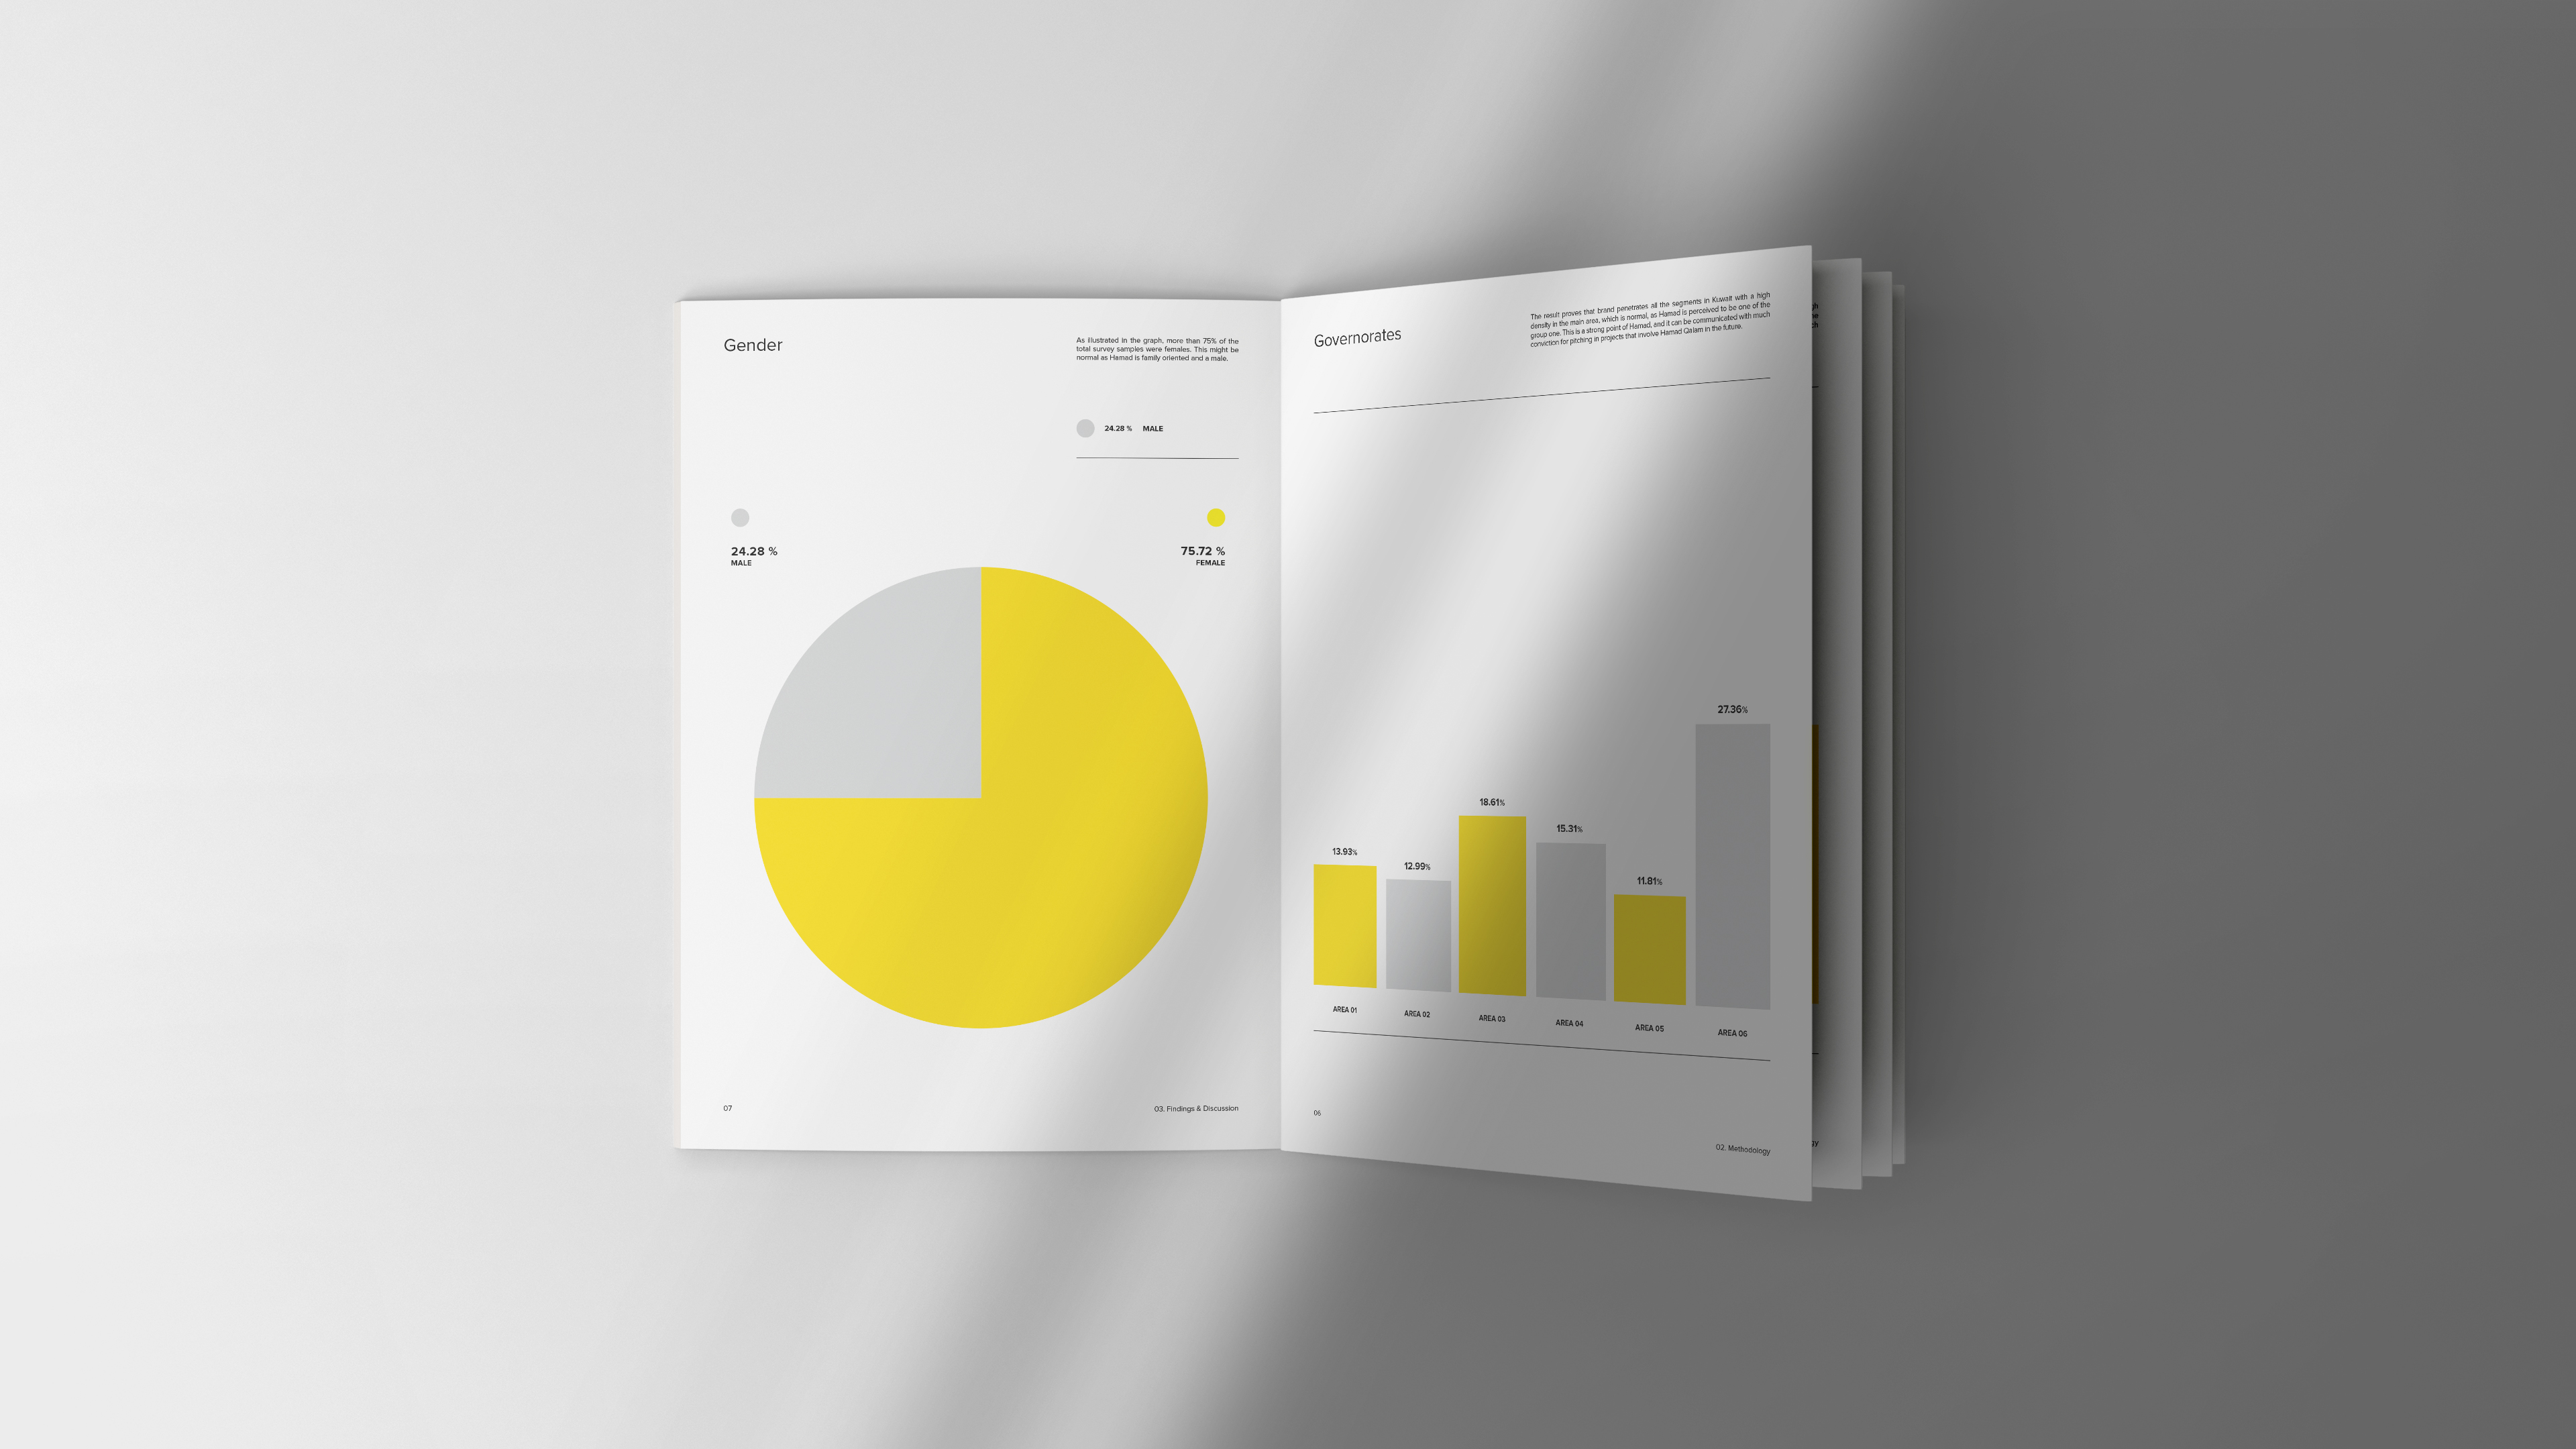 Gender
As illustrated in the graph, more than 75% of the
total survey samples were females. This might be
normal as Hamad is family oriented and a male.
24.28 % MALE
24.28 %
MALE
75.72 %
FEMALE
07
03. Findings & Discussion
Governorates
The result proves that brand penetrates all the segments in Kuwait with a high
density in the main area, which is normal, as Hamad is perceived to be one of the
group one. This is a strong point of Hamad, and it can be communicated with much
conviction for pitching in projects that involve Hamad Qalam in the future.
13.93%
12.99%
18.61%
15.31%
11.81%
27.36%
AREA 01
AREA 02
AREA 03
AREA 04
AREA 05
AREA 06
06
02. Methodology